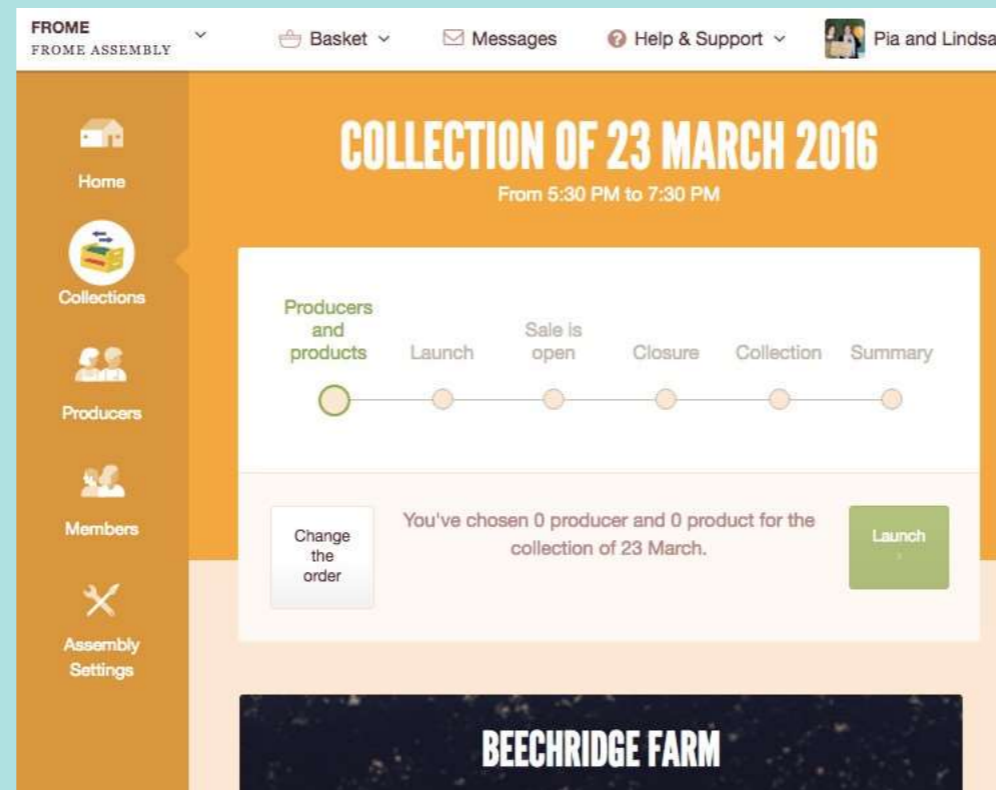 FROME
FROME ASSEMBLY
Basket
Messages
Help & Support
Pia and Lindsa
Home
Collections
Producers
Members
Assembly
Settings
COLLECTION OF 23 MARCH 2016
From 5:30 PM to 7:30 PM
Producers
and
products
Launch
Sale is
open
Closure
Collection
Summary
Change
the
order
You've chosen 0 producer and 0 product for the
collection of 23 March.
Launch
BEECHRIDGE FARM